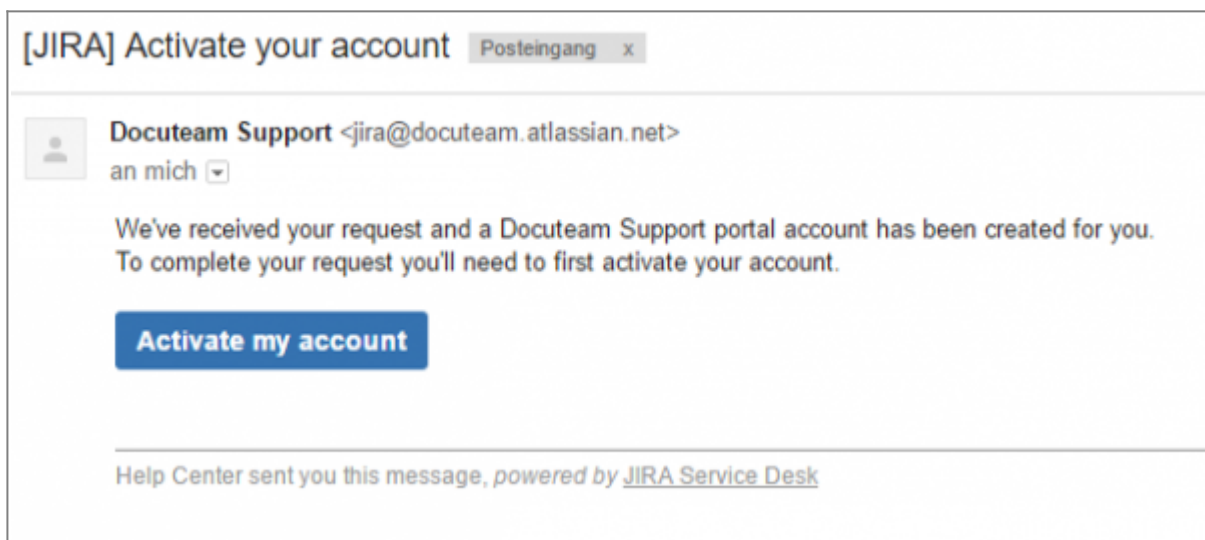 [JIRA] Activate your account Posteingang x
Docuteam Support <jira@docuteam.atlassian.net>
an mich
We've received your request and a Docuteam Support portal account has been created for you.
To complete your request you'll need to first activate your account.
Activate my account
Help Center sent you this message, powered by JIRA Service Desk